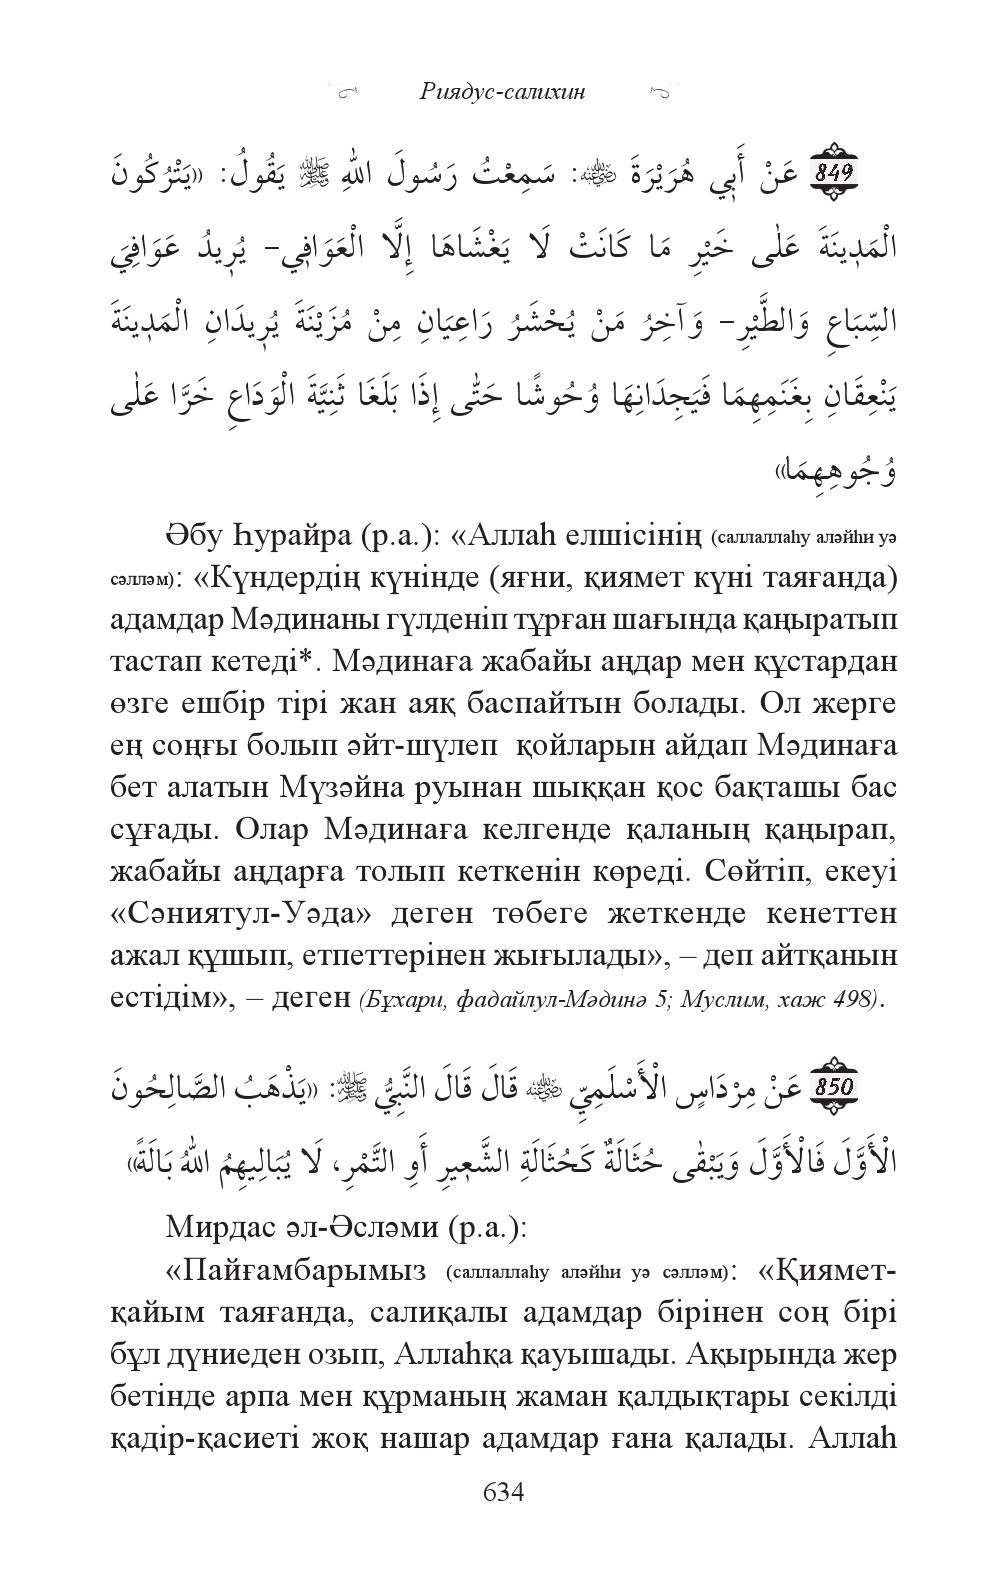 Риядус-салихин
849 عَنْ أَبِي هُرَيْرَةَ ﷺ: سَمِعْتُ رَسُولَ اللهِ ﷺ يَقُولُ: «يَتْرُكُونَ
الْمَدِينَةَ عَلٰى خَيْرِ مَا كَانَتْ لَا يَغْشَاهَا إِلَّا الْعَوَافِي– يُرِيدُ عَوَافِيَ
السِّبَاعِ وَالطَّيْرِ– وَآخِرُ مَنْ يُحْشَرُ رَاعِيَانِ مِنْ مُزَيْنَةَ يُرِيدَانِ الْمَدِينَةَ
يَنْعِقَانِ بِغَنَمِهِمَا فَيَجِدَانِهَا وُحُوشًا حَتّٰى إِذَا بَلَغَا ثَنِيَّةَ الْوَدَاعِ خَرَّا عَلٰى
وُجُوهِهِمَا»
Әбу Һурайра (р.а.): «Аллаһ елшісінің (саллаллаһу аләйһи уә
сәлләм): «Күндердің күнінде (яғни, қиямет күні таяғанда)
адамдар Мәдинаны гүлденіп тұрған шағында қаңыратып
тастап кетеді*. Мәдинаға жабайы аңдар мен құстардан
өзге ешбір тірі жан аяқ баспайтын болады. Ол жерге
ең соңғы болып әйт-шүлеп қойларын айдап Мәдинаға
бет алатын Мүзәйна руынан шыққан қос бақташы бас
сұғады. Олар Мәдинаға келгенде қаланың қаңырап,
жабайы аңдарға толып кеткенін көреді. Сөйтіп, екеуі
«Сәниятул-Уәда» деген төбеге жеткенде кенеттен
ажал құшып, етпеттерінен жығылады», – деп айтқанын
естідім», – деген (Бұхари, фадайлул-Мәдинә 5; Муслим, хаж 498).
850 عَنْ مِرْدَاسٍ الْأَسْلَمِيِّ ﵁ قَالَ قَالَ النَّبِيُّ ﷺ: «يَذْهَبُ الصَّالِحُونَ
الْأَوَّلَ فَالْأَوَّلَ وَيَبْقٰى حُثَالَةٌ كَحُثَالَةِ الشَّعِيرِ أَوِ التَّمْرِ، لَا يُبَالِيهِمُ اللهُ بَالَةً»
Мирдас әл-Әсләми (р.а.):
«Пайғамбарымыз (саллаллаһу аләйһи уә сәлләм): «Қиямет-
қайым таяғанда, салиқалы адамдар бірінен соң бірі
бұл дүниеден озып, Аллаһқа қауышады. Ақырында жер
бетінде арпа мен құрманың жаман қалдықтары секілді
қадір-қасиеті жоқ нашар адамдар ғана қалады. Аллаһ
634